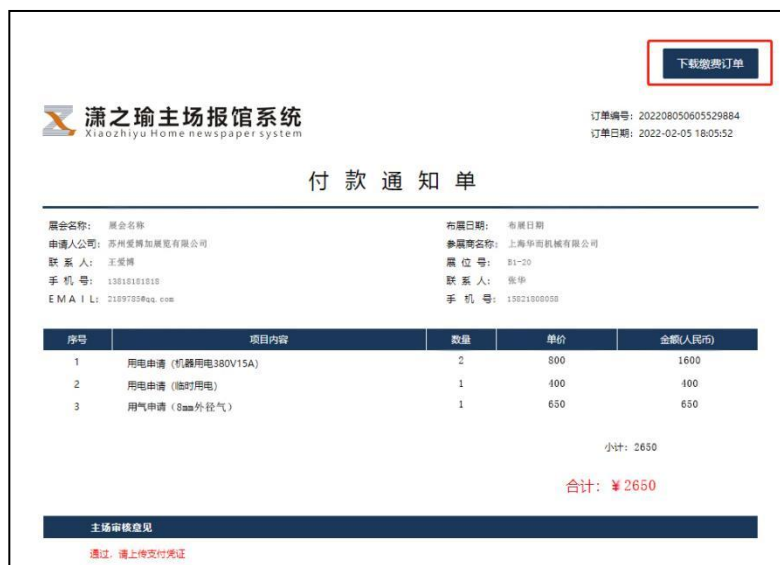 下载缴费订单
潇之瑜主场报馆系统
Xiaozhiyu Home newspaper system
订单编号：202208050605529884
订单日期：2022-02-05 18:05:52
付款通知单
展会名称： 展会名称
布展日期： 布展日期
申请人公司： 苏州爱博加展览有限公司
参展商名称： 上海华而机械有限公司
联系人： 王爱博
展位号： B1-20
手机号： 13818181818
联系人： 张华
EMAIL： 2189785@qq.com
手机号： 15821808058
序号 项目内容 数量 单价 金额(人民币)
1 用电申请（机器用电380V15A） 2 800 1600
2 用电申请（临时用电） 1 400 400
3 用气申请（8mm外径气） 1 650 650
小计： 2650
合计：￥2650
主场审核意见
通过，请上传支付凭证